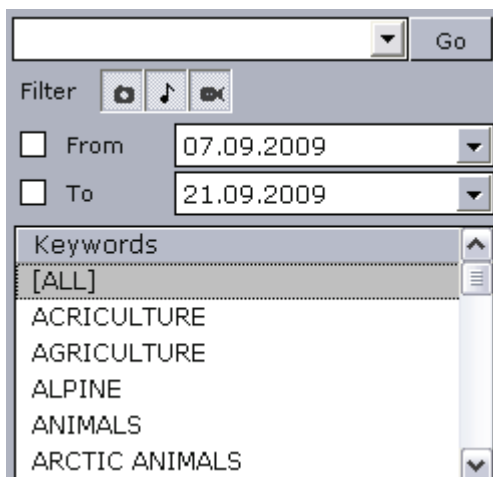 Go
Filter
From 07.09.2009
To 21.09.2009
Keywords
[ALL]
ACRICULTURE
AGRICULTURE
ALPINE
ANIMALS
ARCTIC ANIMALS